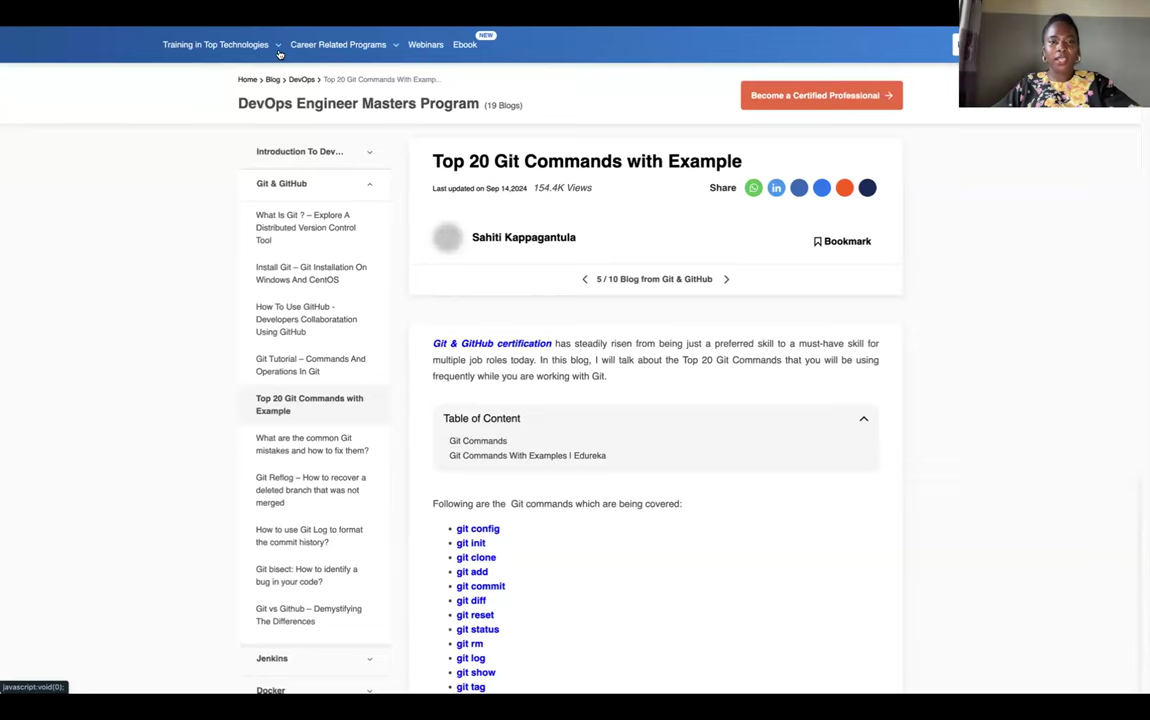 Training in Top Technologies
Career Related Programs
Webinars
Ebook
NEW
Home > Blog > DevOps > Top 20 Git Commands With Examp...
DevOps Engineer Masters Program (19 Blogs)
Become a Certified Professional
Introduction To Dev...
Git & GitHub
What Is Git ? – Explore A
Distributed Version Control
Tool
Install Git – Git Installation On
Windows And CentOS
How To Use GitHub -
Developers Collaboratation
Using GitHub
Git Tutorial – Commands And
Operations In Git
Top 20 Git Commands with
Example
What are the common Git
mistakes and how to fix them?
Git Reflog – How to recover a
deleted branch that was not
merged
How to use Git Log to format
the commit history?
Git bisect: How to identify a
bug in your code?
Git vs Github – Demystifying
The Differences
Jenkins
Docker
Top 20 Git Commands with Example
Last updated on Sep 14,2024 154.4K Views
Share
in
Sahiti Kappagantula
Bookmark
5 / 10 Blog from Git & GitHub
Git & GitHub certification has steadily risen from being just a preferred skill to a must-have skill for
multiple job roles today. In this blog, I will talk about the Top 20 Git Commands that you will be using
frequently while you are working with Git.
Table of Content
Git Commands
Git Commands With Examples | Edureka
Following are the Git commands which are being covered:
• git config
• git init
• git clone
• git add
• git commit
• git diff
• git reset
• git status
• git rm
• git log
• git show
• git tag
javascript:void(0);